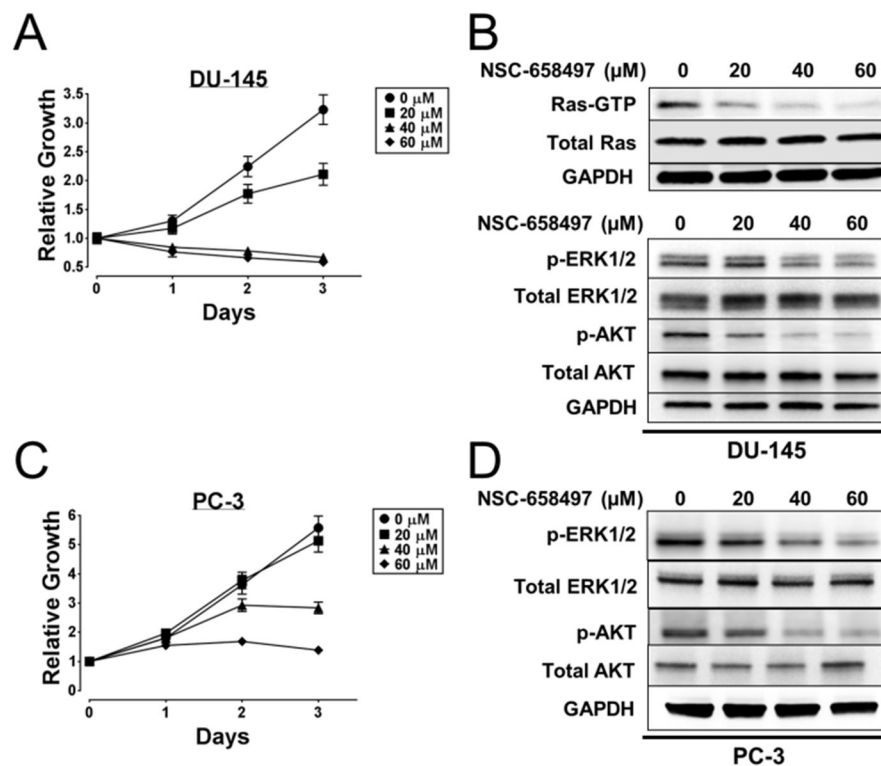 A
DU-145
Relative Growth
3.5
3.0
2.5
2.0
1.5
1.0
0.5
0 1 2 3
Days
0 μM
20 μM
40 μM
60 μM
B
NSC-658497 (μM) 0 20 40 60
Ras-GTP
Total Ras
GAPDH
NSC-658497 (μM) 0 20 40 60
p-ERK1/2
Total ERK1/2
p-AKT
Total AKT
GAPDH
DU-145
C
PC-3
Relative Growth
6
5
4
3
2
1
0
0 1 2 3
Days
0 μM
20 μM
40 μM
60 μM
D
NSC-658497 (μM) 0 20 40 60
p-ERK1/2
Total ERK1/2
p-AKT
Total AKT
GAPDH
PC-3